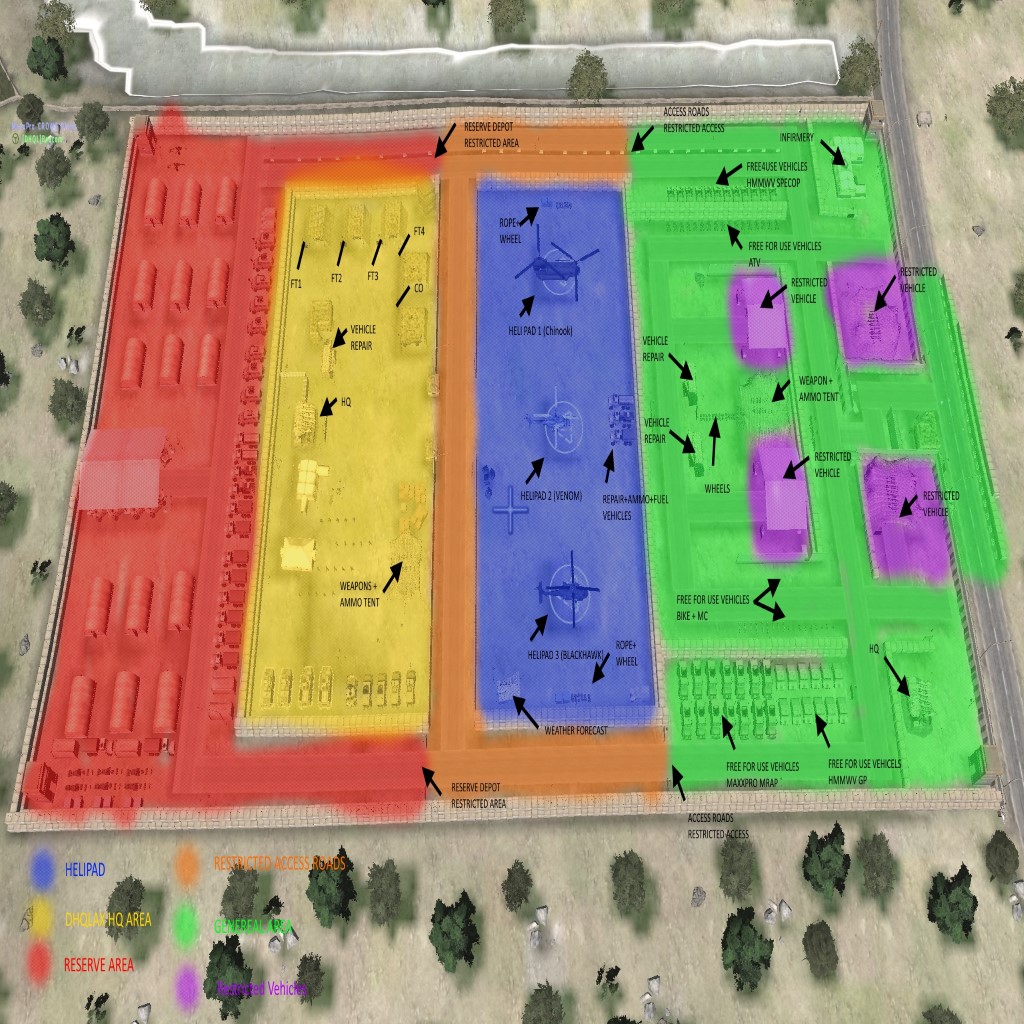 ACCESS ROADS
RESTRICTED ACCESS
RESERVE DEPOT
RESTRICTED AREA
INFIRMERY
FREE4USE VEHICLES
HMMWV SPECOP
ROPE+
WHEEL
FT4
FT1
FT2
FT3
CO
FREE FOR USE VEHICLES
ATV
RESTRICTED
VEHICLE
RESTRICTED
VEHICLE
HELI PAD 1 (Chinook)
VEHICLE
REPAIR
VEHICLE
REPAIR
WEAPON +
AMMO TENT
HQ
VEHICLE
REPAIR
RESTRICTED
VEHICLE
WHEELS
HELIPAD 2 (VENOM)
REPAIR+AMMO+FUEL
VEHICLES
RESTRICTED
VEHICLE
WEAPONS +
AMMO TENT
FREE FOR USE VEHICLES
BIKE + MC
HELIPAD 3 (BLACKHAWK)
ROPE+
WHEEL
HQ
WEATHER FORECAST
FREE FOR USE VEHICLES
MAXXPRO MRAP
FREE FOR USE VEHICELS
HMMWV GP
RESERVE DEPOT
RESTRICTED AREA
ACCESS ROADS
RESTRICTED ACCESS
HELIPAD
RESTRICTED ACCESS ROADS
DHQLAX HQ AREA
GENEREAL AREA
RESERVE AREA
Restricted Vehicles